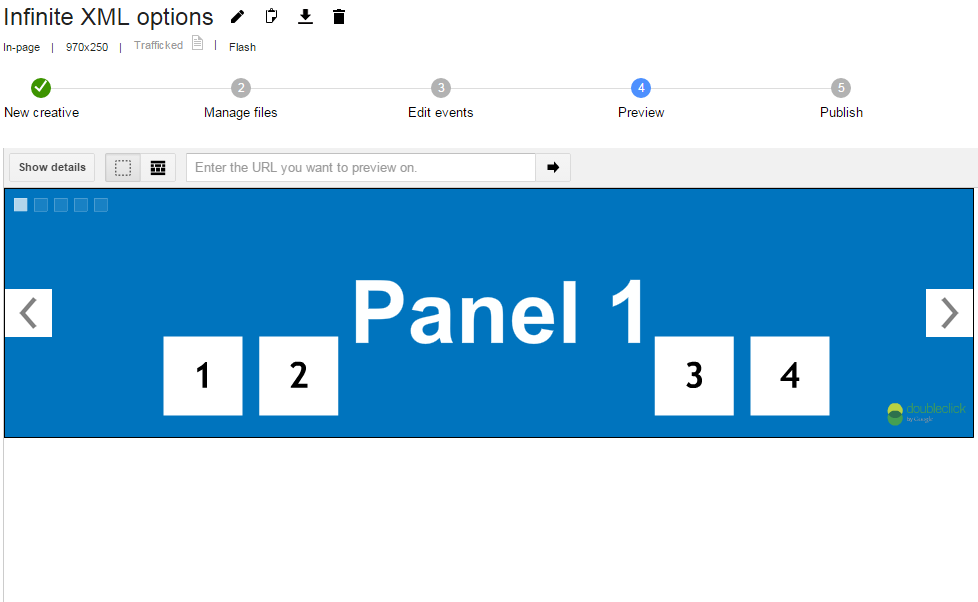 Infinite XML options
In-page | 970x250 | Trafficked | Flash
2 3 4 5
New creative Manage files Edit events Preview Publish
Show details Enter the URL you want to preview on.
Panel 1
1 2 3 4
doubleclick
by Google